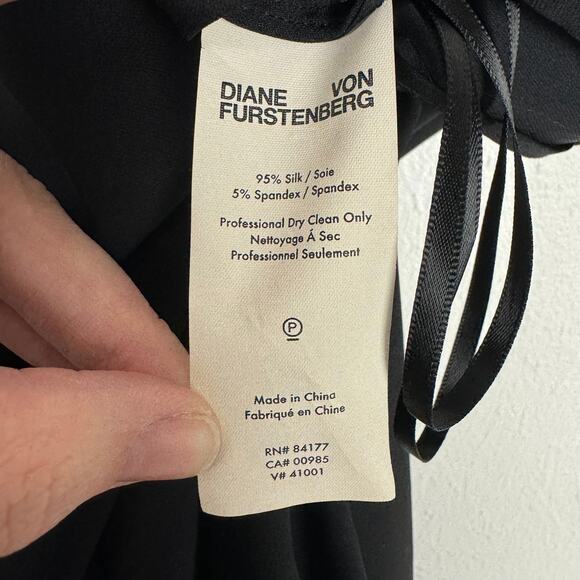 DIANE VON
FURSTENBERG
95% Silk / Soie
5% Spandex / Spandex
Professional Dry Clean Only
Nettoyage Á Sec
Professionnel Seulement
P
Made in China
Fabriqué en Chine
RN# 84177
CA# 00985
V# 41001